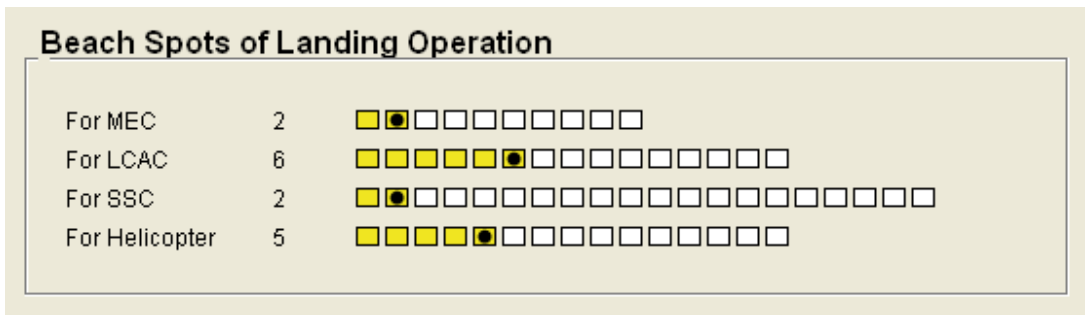 Beach Spots of Landing Operation
For MEC 2
For LCAC 6
For SSC 2
For Helicopter 5